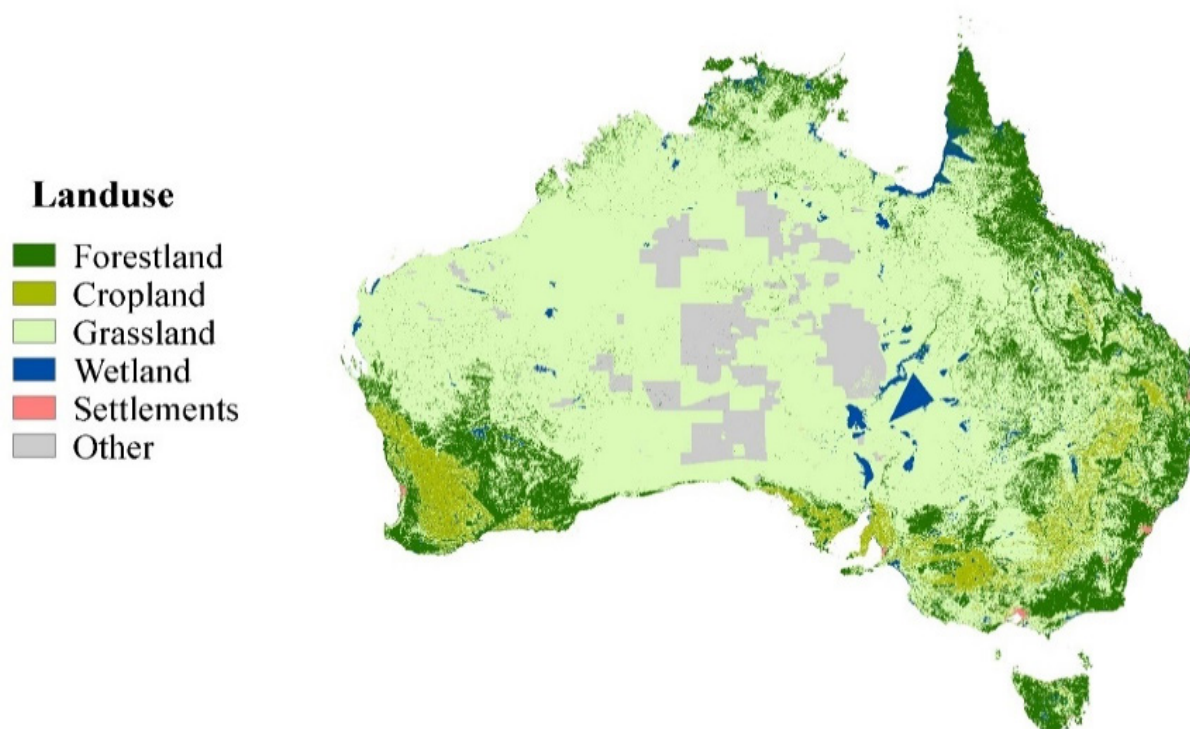 Landuse
Forestland
Cropland
Grassland
Wetland
Settlements
Other